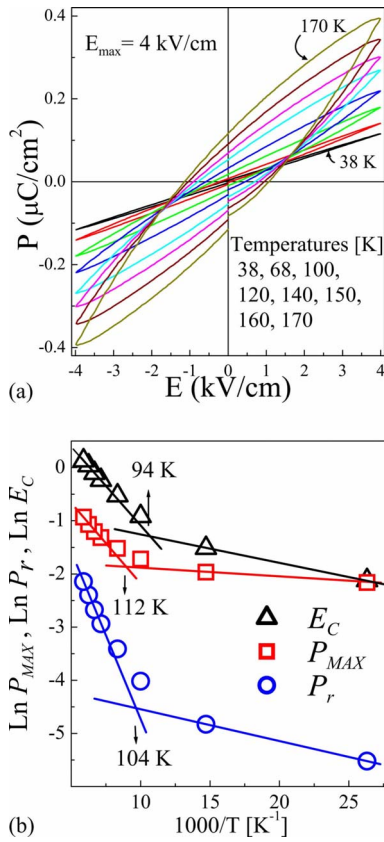 0.4
0.2
0.0
-0.2
-0.4
P (μC/cm²)
E_max = 4 kV/cm
170 K
38 K
Temperatures [K]
38, 68, 100,
120, 140, 150,
160, 170
-4 -3 -2 -1 0 1 2 3 4
E (kV/cm)
(a)
0
-1
-2
-3
-4
-5
Ln P_MAX , Ln P_r , Ln E_C
94 K
112 K
104 K
E_C
P_MAX
P_r
10 15 20 25
1000/T [K⁻¹]
(b)